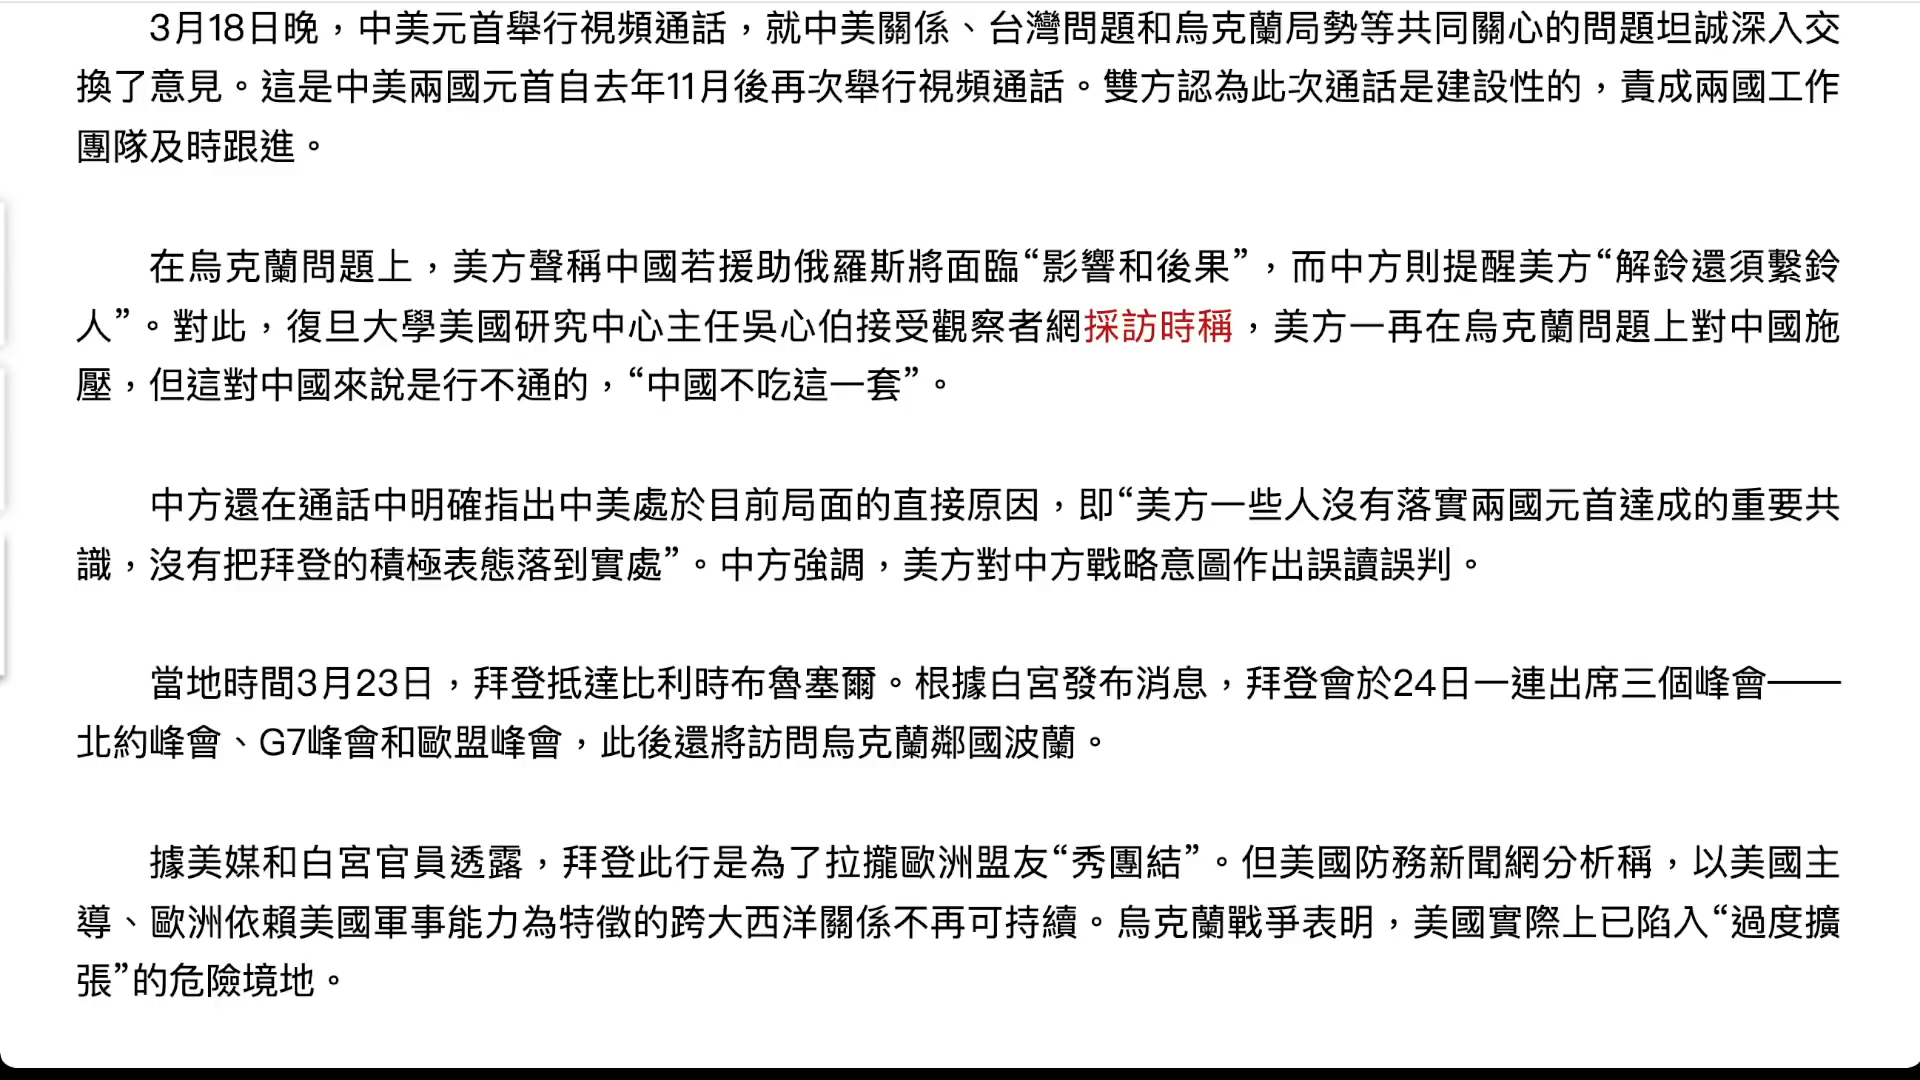 3月18日晚，中美元首舉行視頻通話，就中美關係、台灣問題和烏克蘭局勢等共同關心的問題坦誠深入交
換了意見。這是中美兩國元首自去年11月後再次舉行視頻通話。雙方認為此次通話是建設性的，責成兩國工作
團隊及時跟進。
在烏克蘭問題上，美方聲稱中國若援助俄羅斯將面臨“影響和後果”，而中方則提醒美方“解鈴還須繫鈴
人”。對此，復旦大學美國研究中心主任吳心伯接受觀察者網採訪時稱，美方一再在烏克蘭問題上對中國施
壓，但這對中國來說是行不通的，“中國不吃這一套”。
中方還在通話中明確指出中美處於目前局面的直接原因，即“美方一些人沒有落實兩國元首達成的重要共
識，沒有把拜登的積極表態落到實處”。中方強調，美方對中方戰略意圖作出誤讀誤判。
當地時間3月23日，拜登抵達比利時布魯塞爾。根據白宮發布消息，拜登會於24日一連出席三個峰會——
北約峰會、G7峰會和歐盟峰會，此後還將訪問烏克蘭鄰國波蘭。
據美媒和白宮官員透露，拜登此行是為了拉攏歐洲盟友“秀團結”。但美國防務新聞網分析稱，以美國主
導、歐洲依賴美國軍事能力為特徵的跨大西洋關係不再可持續。烏克蘭戰爭表明，美國實際上已陷入“過度擴
張”的危險境地。